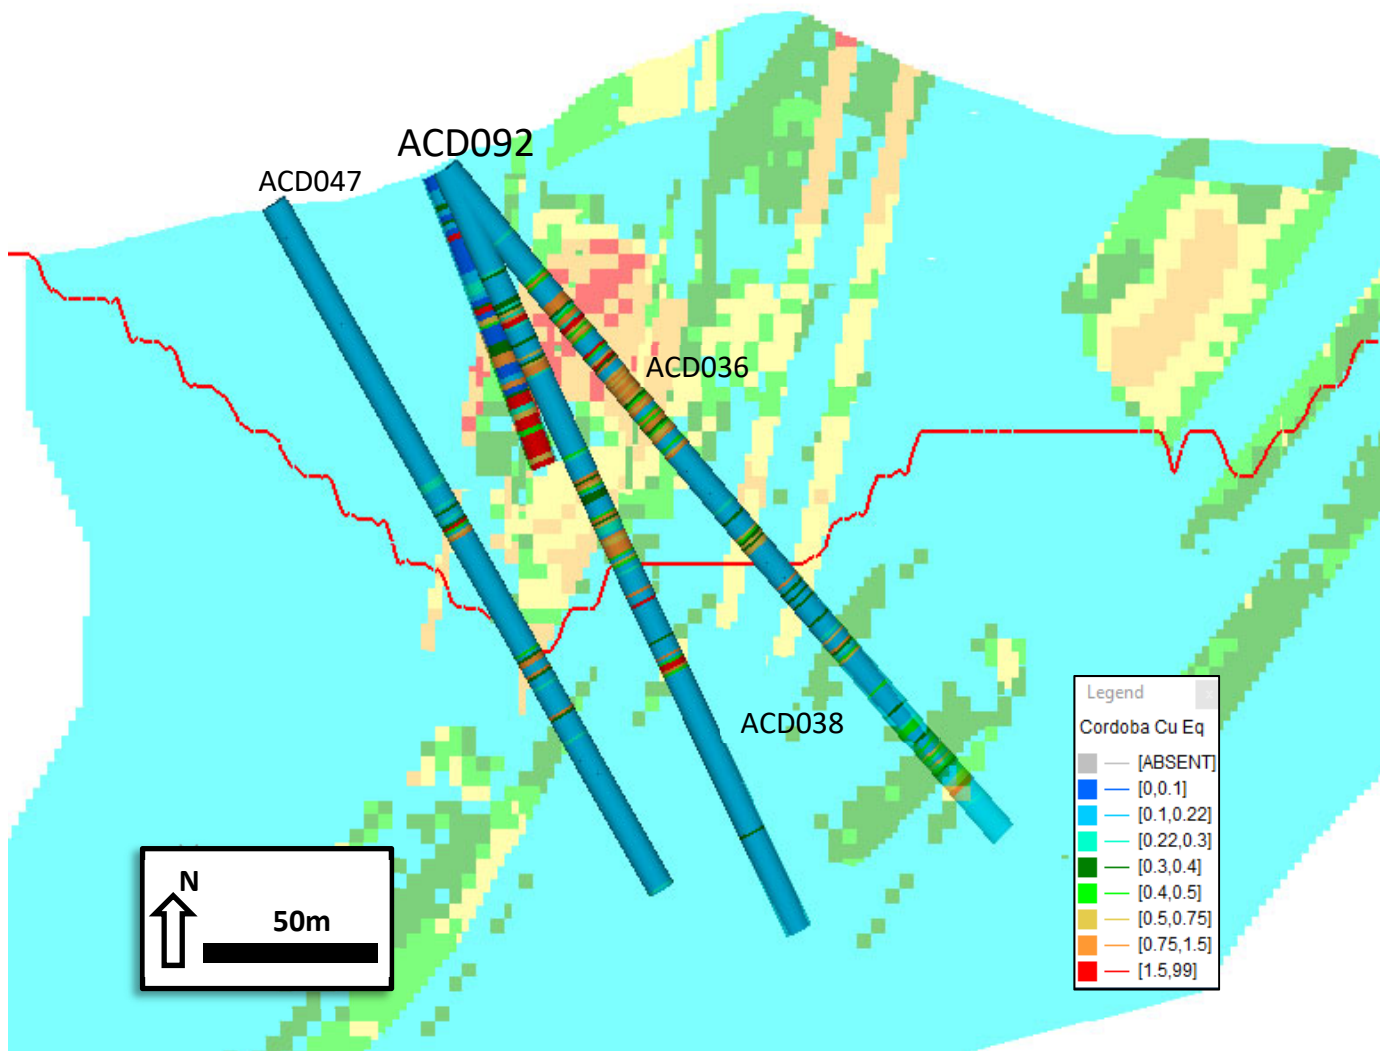 ACD092
ACD047
ACD036
ACD038
Legend
x
Cordoba Cu Eq
[ABSENT]
[0,0.1]
[0.1,0.22]
[0.22,0.3]
[0.3,0.4]
[0.4,0.5]
[0.5,0.75]
[0.75,1.5]
[1.5,99]
N
50m